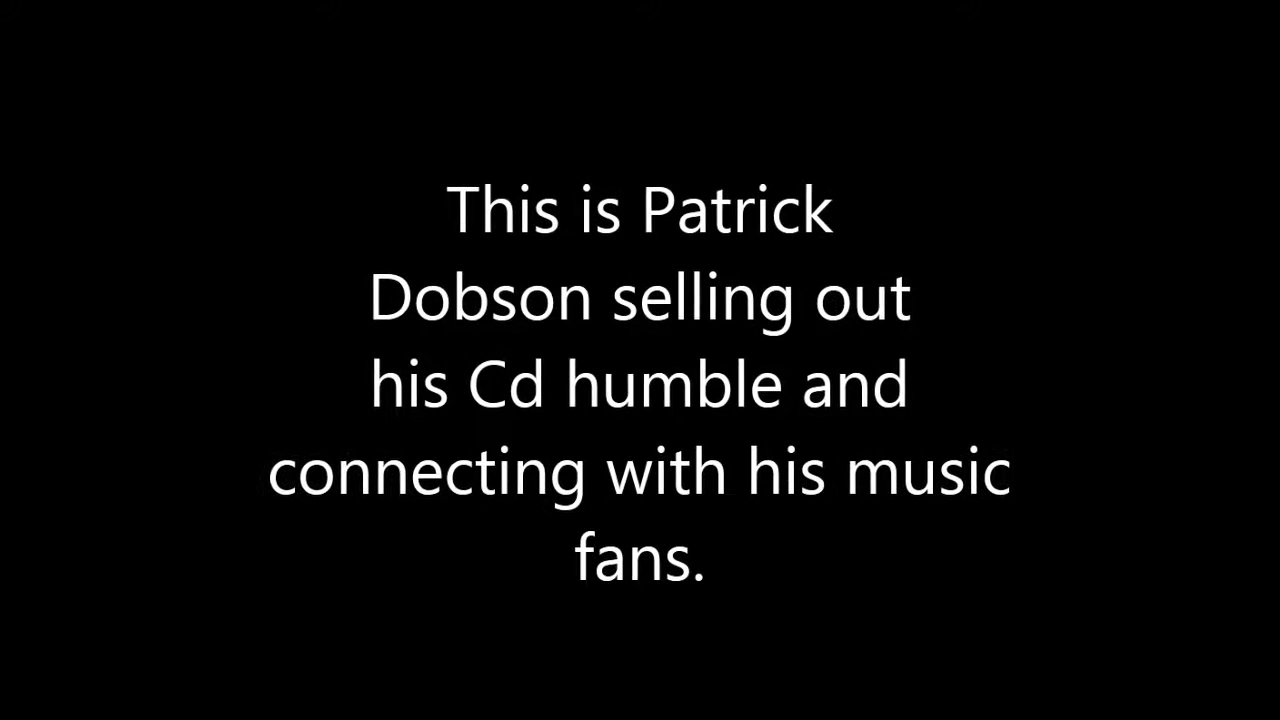 This is Patrick
Dobson selling out
his Cd humble and
connecting with his music
fans.